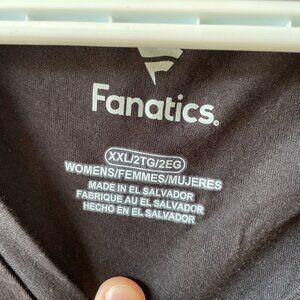 Fanatics.
XXL/2TG/2EG
WOMENS/FEMMES/MUJERES
MADE IN EL SALVADOR
FABRIQUE AU EL SALVADOR
HECHO EN EL SALVADOR